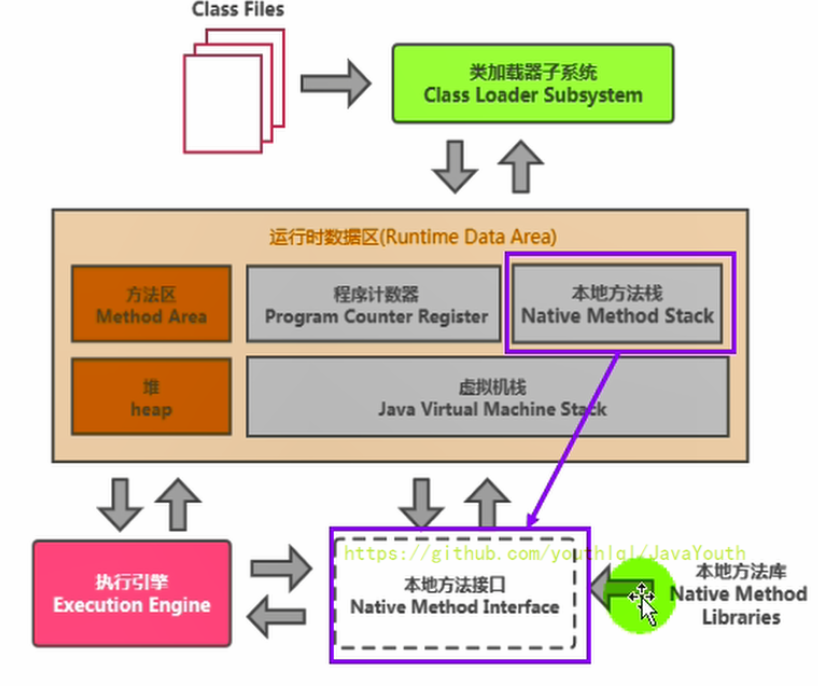 Class Files
类加载器子系统
Class Loader Subsystem
运行时数据区(Runtime Data Area)
方法区
Method Area
程序计数器
Program Counter Register
本地方法栈
Native Method Stack
堆
heap
虚拟机栈
Java Virtual Machine Stack
https://github.com/youthlql/JavaYouth
执行引擎
Execution Engine
本地方法接口
Native Method Interface
本地方法库
Native Method
Libraries